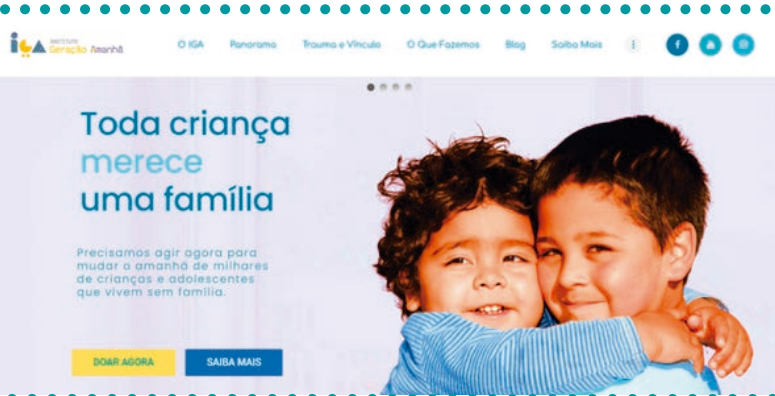 iGA INSTITUTO
Geração Amanhã
O IGA Panorama Trauma e Vínculo O Que Fazemos Blog Saiba Mais
Toda criança
merece
uma família
Precisamos agir agora para
mudar o amanhã de milhares
de crianças e adolescentes
que vivem sem família.
DOAR AGORA SAIBA MAIS